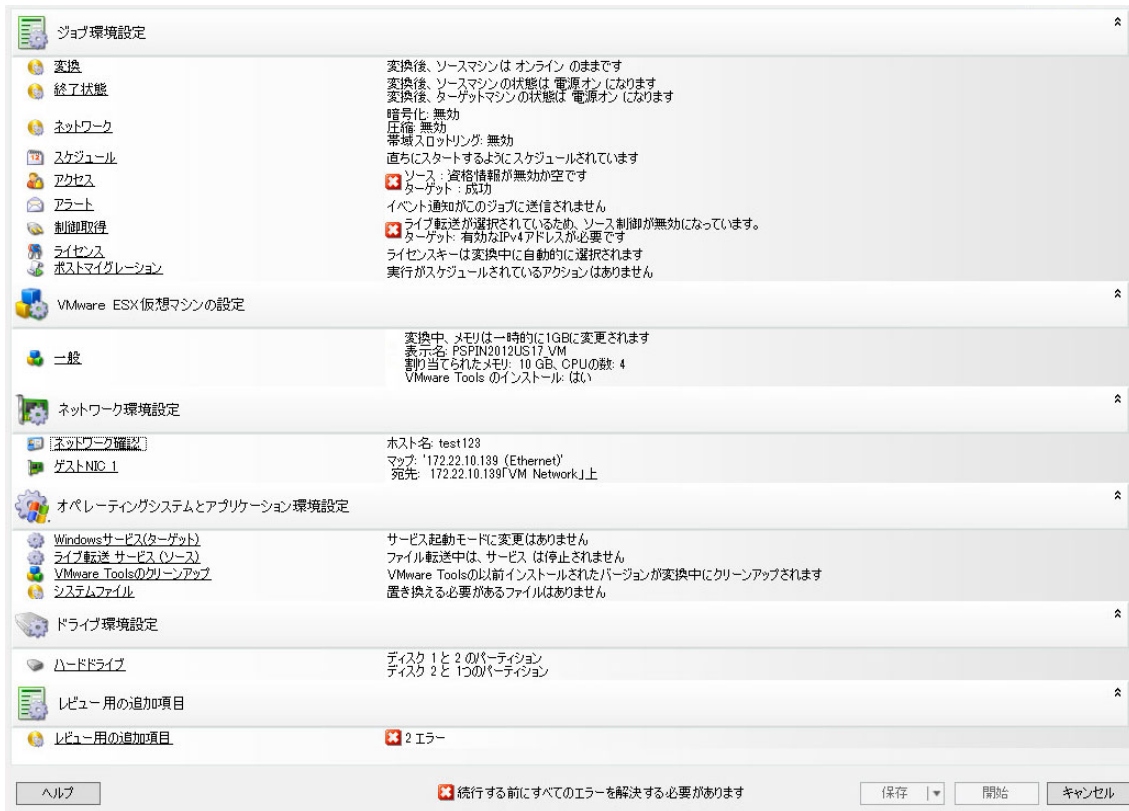 ジョブ環境設定
変換 変換後、ソースマシンは オンライン のままです
終了状態 変換後、ソースマシンの状態は 電源オン になります
変換後、ターゲットマシンの状態は 電源オン になります
ネットワーク 暗号化: 無効
圧縮: 無効
帯域スロットリング: 無効
スケジュール 直ちにスタートするようにスケジュールされています
アクセス ソース : 資格情報が無効か空です
ターゲット : 成功
アラート イベント通知がこのジョブに送信されません
制御取得 ライブ転送が選択されているため、ソース制御が無効になっています。
ターゲット: 有効なIPv4アドレスが必要です
ライセンス ライセンスキーは変換中に自動的に選択されます
ポストマイグレーション 実行がスケジュールされているアクションはありません
VMware ESX仮想マシンの設定
一般 変換中、メモリは一時的に1GBに変更されます
表示名: PSPIN2012US17_VM
割り当てられたメモリ: 10 GB、CPUの数: 4
VMware Tools のインストール: はい
ネットワーク環境設定
ネットワーク確認 ホスト名: test123
ゲストNIC 1 マップ: '172.22.10.139 (Ethernet)'
宛先: 172.22.10.139「VM Network」上
オペレーティングシステムとアプリケーション環境設定
Windowsサービス(ターゲット) サービス起動モードに変更はありません
ライブ転送 サービス (ソース) ファイル転送中は、サービス は停止されません
VMware Toolsのクリーンアップ VMware Toolsの以前インストールされたバージョンが変換中にクリーンアップされます
システムファイル 置き換える必要があるファイルはありません
ドライブ環境設定
ハードドライブ ディスク 1 と 2 のパーティション
ディスク 2 と 1つのパーティション
レビュー用の追加項目
レビュー用の追加項目 2 エラー
ヘルプ 続行する前にすべてのエラーを解決する必要があります 保存 開始 キャンセル